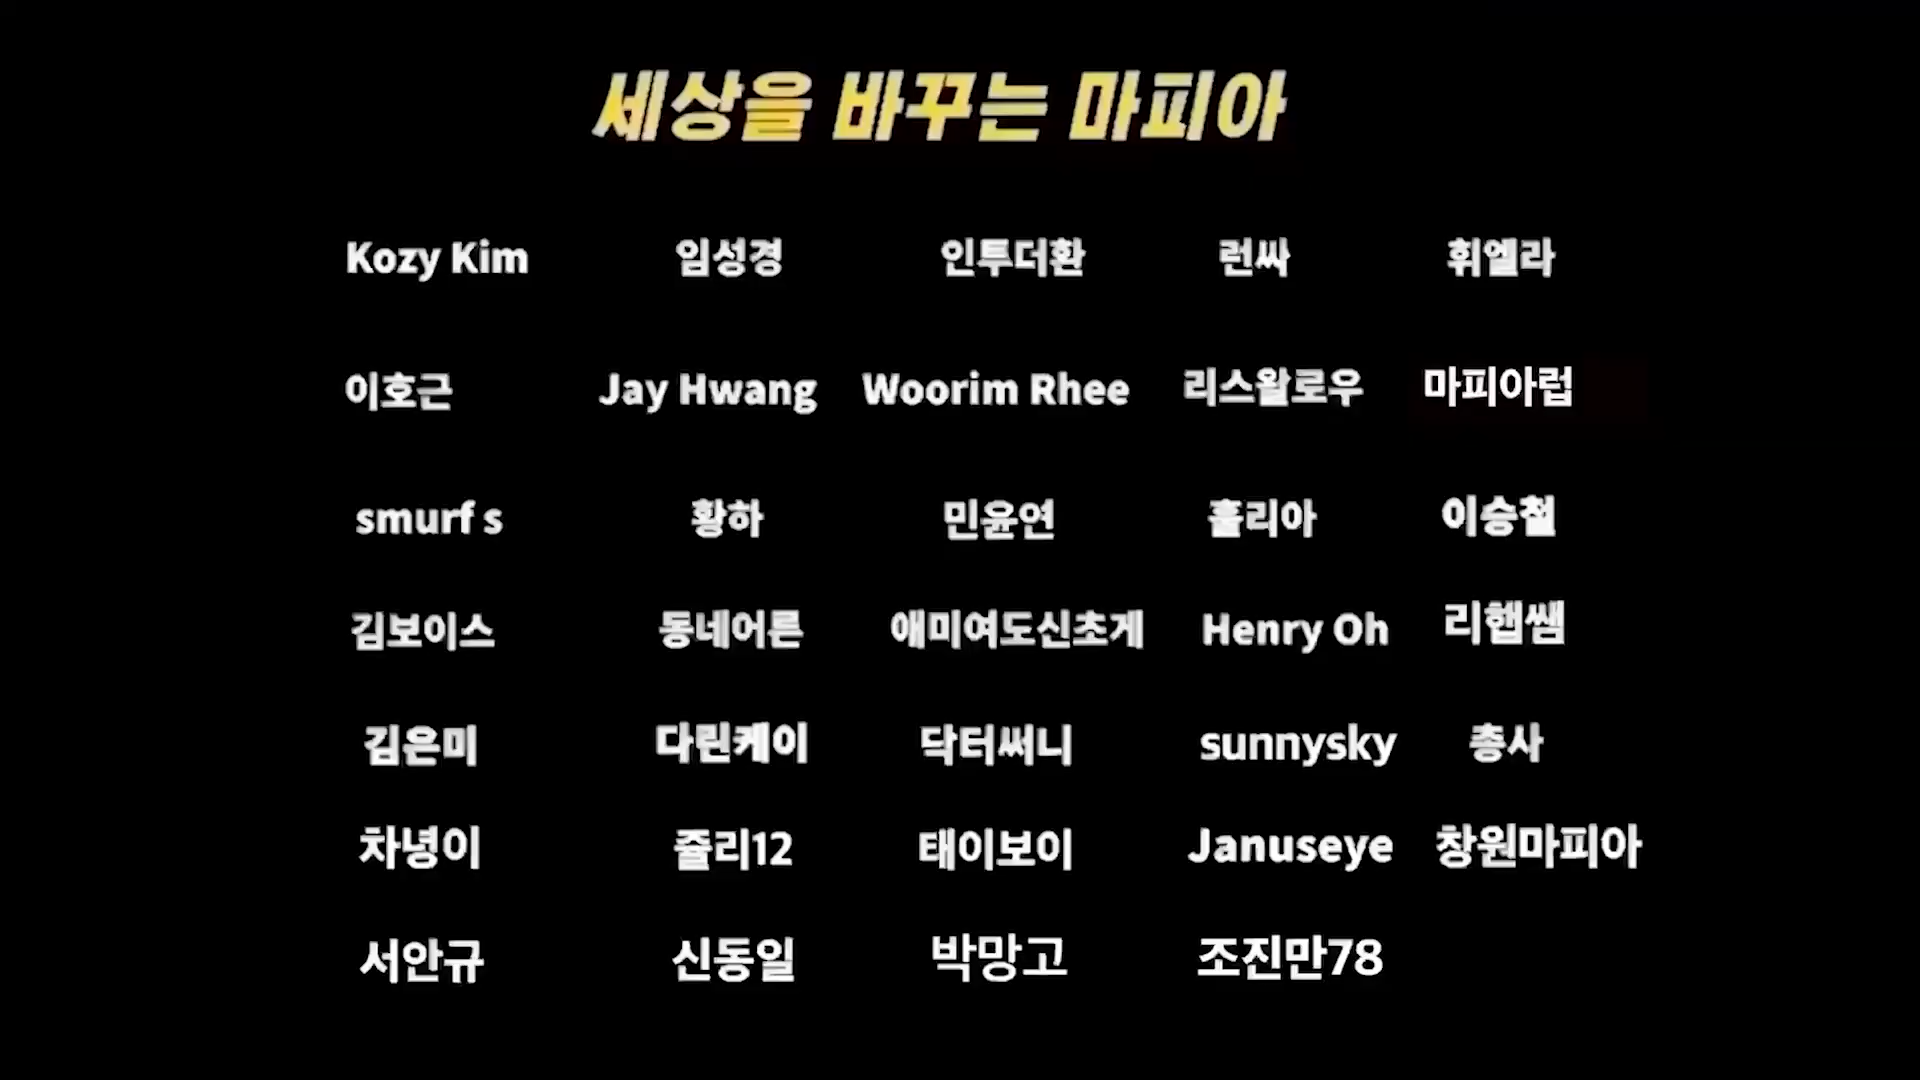 세상을 바꾸는 마피아
Kozy Kim 임성경 인투더환 런싸 휘엘라
이호근 Jay Hwang Woorim Rhee 리스왈로우 마피아럽
smurf s 황하 민윤연 훌리아 이승철
김보이스 동네어른 애미여도신초게 Henry Oh 리햅쌤
김은미 다린케이 닥터써니 sunnysky 총사
차녕이 쥴리12 태이보이 Januseye 창원마피아
서안규 신동일 박망고 조진만78